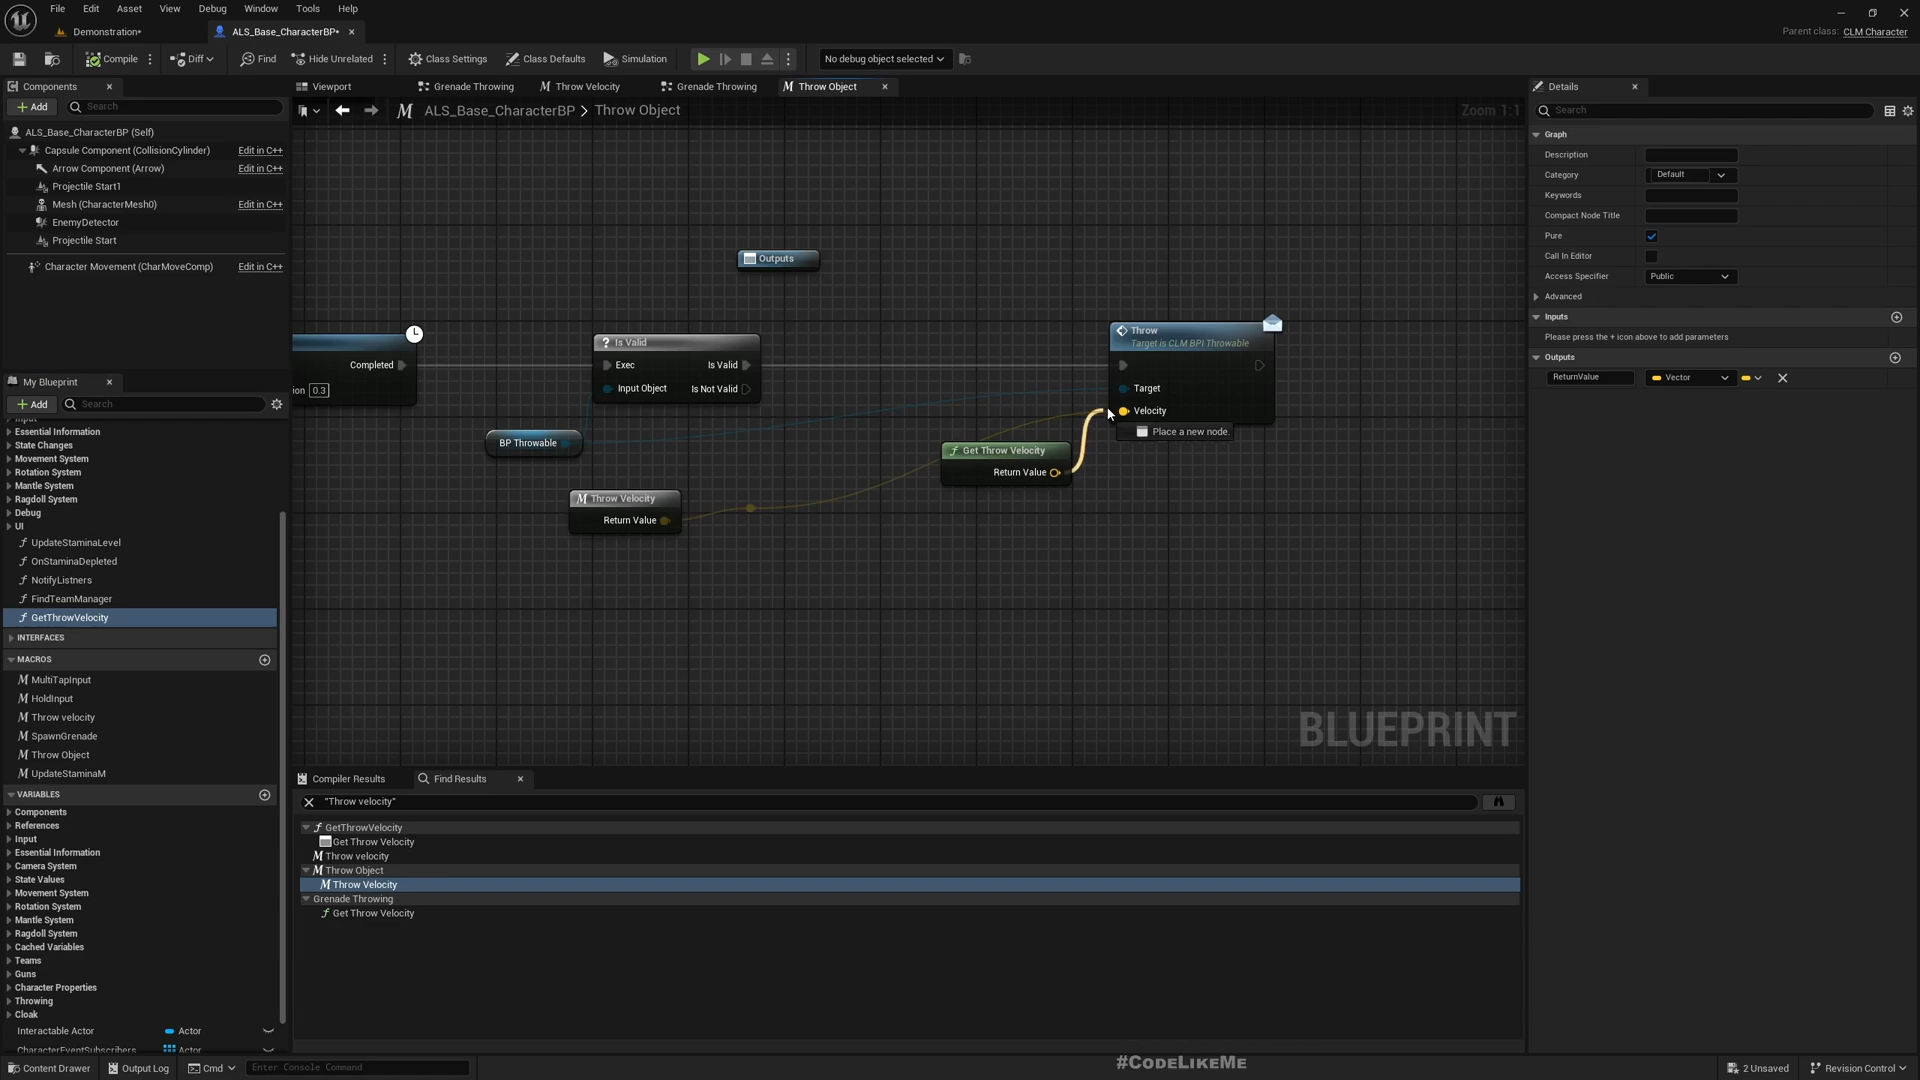 File Edit Asset View Debug Window Tools Help
Demonstration•
ALS_Base_CharacterBP•
Parent class: CLM Character
Compile Diff Find Hide Unrelated Class Settings Class Defaults Simulation No debug object selected
Components
Add Search
ALS_Base_CharacterBP (Self)
Capsule Component (CollisionCylinder) Edit in C++
Arrow Component (Arrow) Edit in C++
Projectile Start1
Mesh (CharacterMesh0) Edit in C++
EnemyDetector
Projectile Start
Character Movement (CharMoveComp) Edit in C++
My Blueprint
Add Search
Essential Information
State Changes
Movement System
Rotation System
Mantle System
Ragdoll System
Debug
UI
UpdateStaminaLevel
OnStaminaDepleted
NotifyListners
FindTeamManager
GetThrowVelocity
INTERFACES
MACROS
MultiTapInput
HoldInput
Throw velocity
SpawnGrenade
Throw Object
UpdateStaminaM
VARIABLES
Components
References
Input
Essential Information
Camera System
State Values
Movement System
Rotation System
Mantle System
Ragdoll System
Cached Variables
Teams
Guns
Character Properties
Throwing
Cloak
Interactable Actor Actor
CharacterEventSubscribers Actor
Viewport Grenade Throwing Throw Velocity Grenade Throwing Throw Object
ALS_Base_CharacterBP > Throw Object
Zoom 1:1
Outputs
Completed
ion 0.3
Is Valid
Exec Is Valid
Input Object Is Not Valid
BP Throwable
Throw Velocity
Return Value
Get Throw Velocity
Return Value
Throw
Target is CLM BPI Throwable
Target
Velocity
Place a new node.
BLUEPRINT
Compiler Results Find Results
"Throw velocity"
GetThrowVelocity
Get Throw Velocity
Throw velocity
Throw Object
Throw Velocity
Grenade Throwing
Get Throw Velocity
Details
Search
Graph
Description
Category Default
Keywords
Compact Node Title
Pure
Call In Editor
Access Specifier Public
Advanced
Inputs
Please press the + icon above to add parameters
Outputs
ReturnValue Vector
Content Drawer Output Log Cmd Enter Console Command
#CODELIKEME
2 Unsaved Revision Control